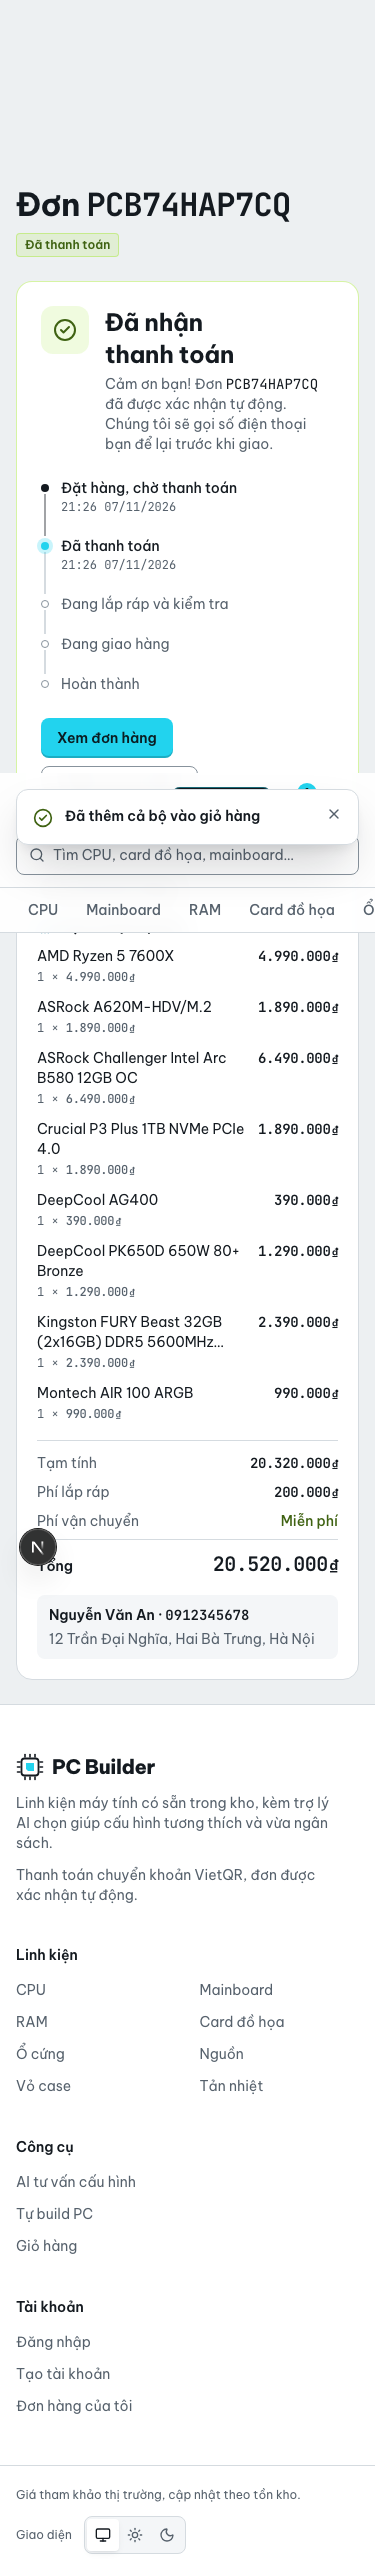 Đơn PCB74HAP7CQ
Đã thanh toán
Đã nhận
thanh toán
Cảm ơn bạn! Đơn PCB74HAP7CQ
đã được xác nhận tự động.
Chúng tôi sẽ gọi số điện thoại
bạn để lại trước khi giao.
Đặt hàng, chờ thanh toán
21:26 07/11/2026
Đã thanh toán
21:26 07/11/2026
Đang lắp ráp và kiểm tra
Đang giao hàng
Hoàn thành
Xem đơn hàng
Đã thêm cả bộ vào giỏ hàng
Tìm CPU, card đồ họa, mainboard...
CPU Mainboard RAM Card đồ họa Ổ
AMD Ryzen 5 7600X 4.990.000₫
1 × 4.990.000₫
ASRock A620M-HDV/M.2 1.890.000₫
1 × 1.890.000₫
ASRock Challenger Intel Arc 6.490.000₫
B580 12GB OC
1 × 6.490.000₫
Crucial P3 Plus 1TB NVMe PCIe 1.890.000₫
4.0
1 × 1.890.000₫
DeepCool AG400 390.000₫
1 × 390.000₫
DeepCool PK650D 650W 80+ 1.290.000₫
Bronze
1 × 1.290.000₫
Kingston FURY Beast 32GB 2.390.000₫
(2x16GB) DDR5 5600MHz...
1 × 2.390.000₫
Montech AIR 100 ARGB 990.000₫
1 × 990.000₫
Tạm tính 20.320.000₫
Phí lắp ráp 200.000₫
Phí vận chuyển Miễn phí
Tổng 20.520.000₫
Nguyễn Văn An · 0912345678
12 Trần Đại Nghĩa, Hai Bà Trưng, Hà Nội
PC Builder
Linh kiện máy tính có sẵn trong kho, kèm trợ lý
AI chọn giúp cấu hình tương thích và vừa ngân
sách.
Thanh toán chuyển khoản VietQR, đơn được
xác nhận tự động.
Linh kiện
CPU Mainboard
RAM Card đồ họa
Ổ cứng Nguồn
Vỏ case Tản nhiệt
Công cụ
AI tư vấn cấu hình
Tự build PC
Giỏ hàng
Tài khoản
Đăng nhập
Tạo tài khoản
Đơn hàng của tôi
Giá tham khảo thị trường, cập nhật theo tồn kho.
Giao diện